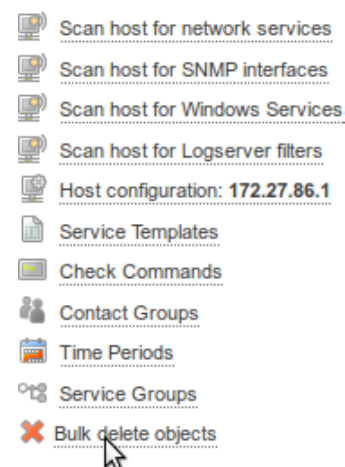 Scan host for network services
Scan host for SNMP interfaces
Scan host for Windows Services
Scan host for Logserver filters
Host configuration: 172.27.86.1
Service Templates
Check Commands
Contact Groups
Time Periods
Service Groups
Bulk delete objects